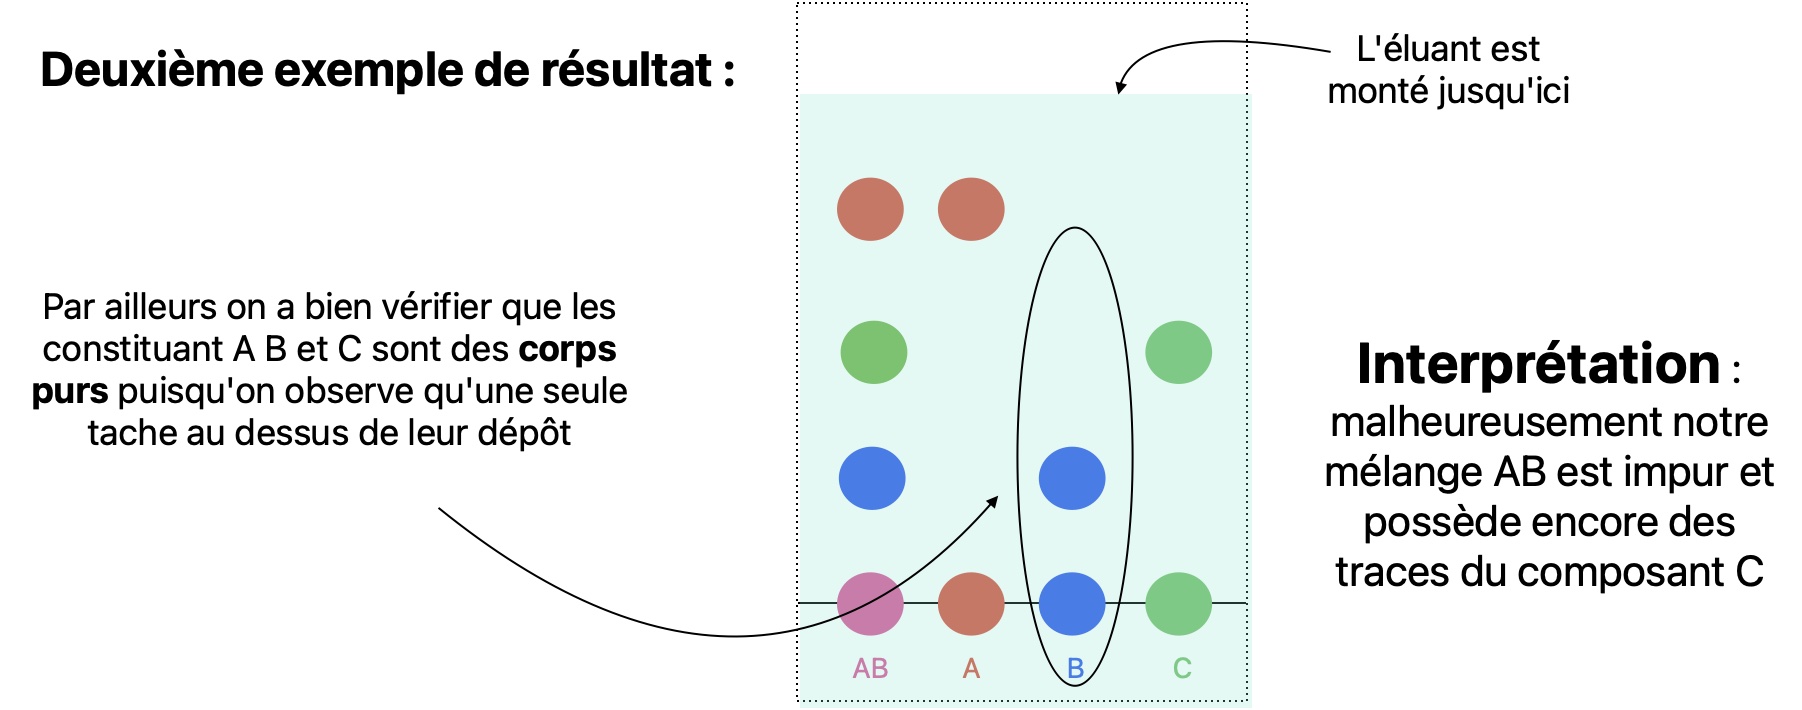 Deuxième exemple de résultat :
L'éluant est
monté jusqu'ici
Par ailleurs on a bien vérifier que les
constituant A B et C sont des corps
purs puisqu'on observe qu'une seule
tache au dessus de leur dépôt
Interprétation :
malheureusement notre
mélange AB est impur et
possède encore des
traces du composant C
AB A B C